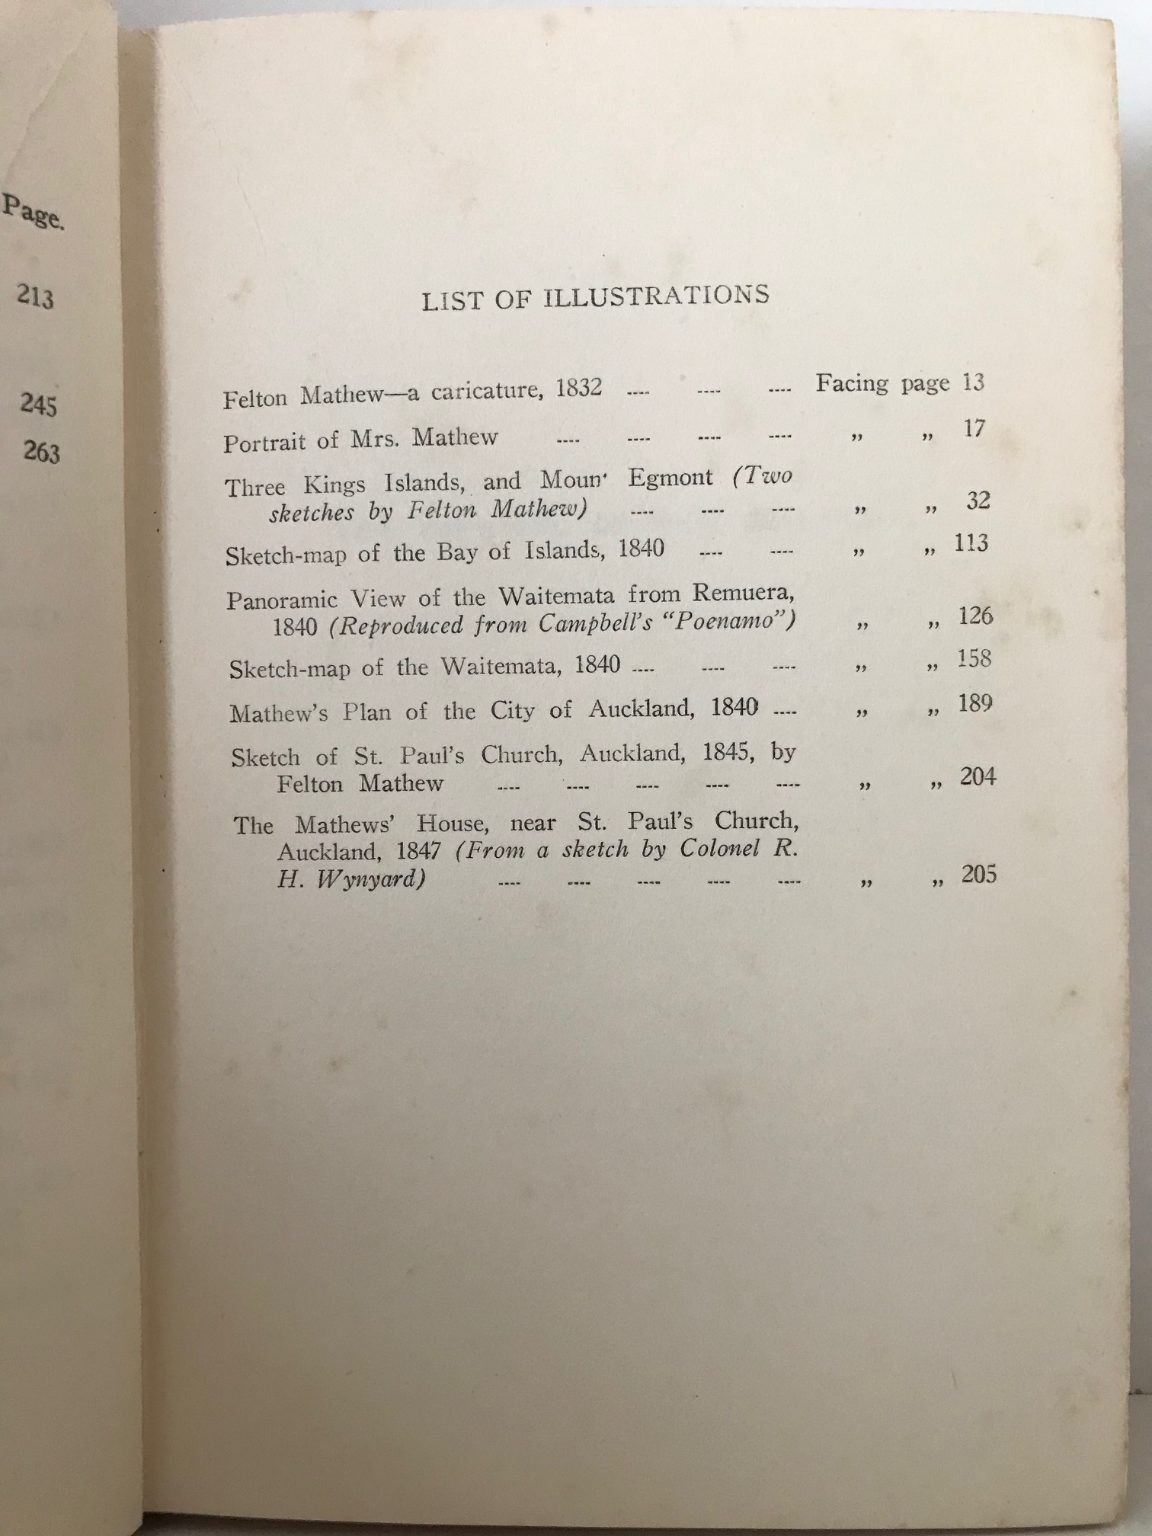 Page.
213
245
263
LIST OF ILLUSTRATIONS
Felton Mathew—a caricature, 1832 .... .... .... Facing page 13
Portrait of Mrs. Mathew .... .... .... .... „ „ 17
Three Kings Islands, and Moun' Egmont (Two
sketches by Felton Mathew) .... .... .... „ „ 32
Sketch-map of the Bay of Islands, 1840 .... .... „ „ 113
Panoramic View of the Waitemata from Remuera,
1840 (Reproduced from Campbell's “Poenamo”) „ „ 126
Sketch-map of the Waitemata, 1840 .... .... .... „ „ 158
Mathew's Plan of the City of Auckland, 1840 .... „ „ 189
Sketch of St. Paul's Church, Auckland, 1845, by
Felton Mathew .... .... .... .... .... „ „ 204
The Mathews' House, near St. Paul's Church,
Auckland, 1847 (From a sketch by Colonel R.
H. Wynyard) .... .... .... .... .... „ „ 205